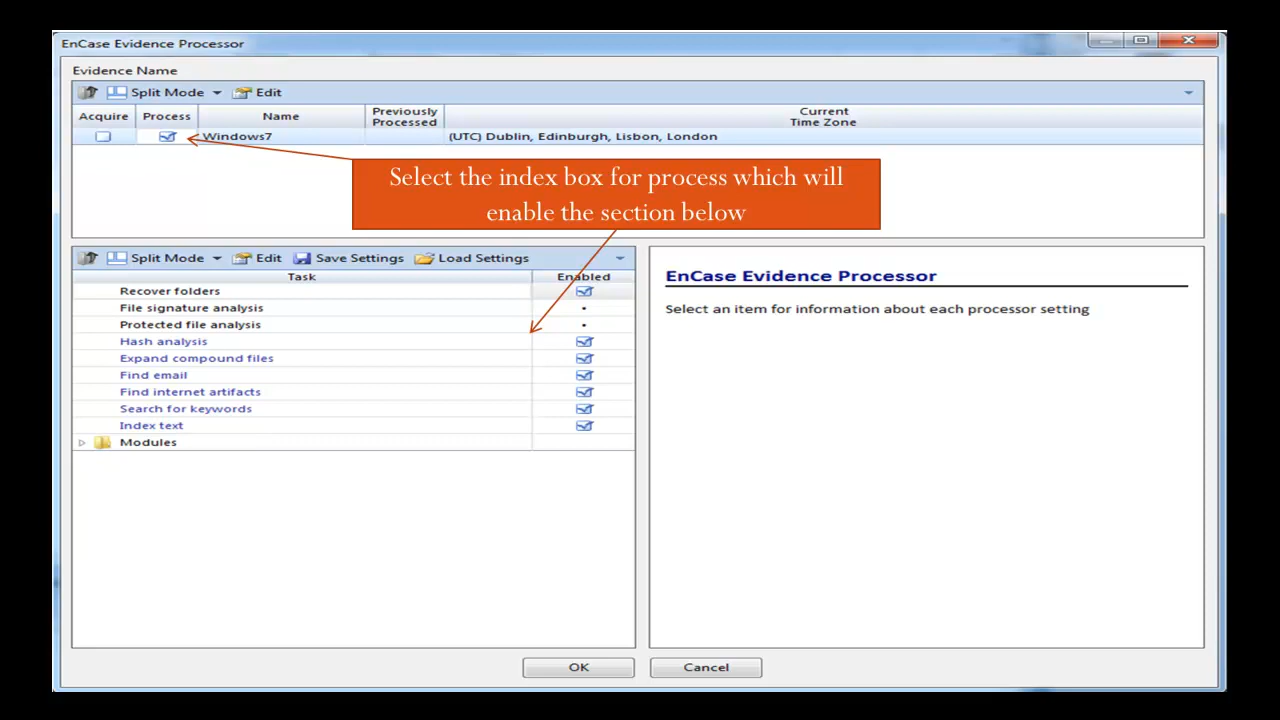 EnCase Evidence Processor
Evidence Name
Split Mode Edit
Acquire Process Name Previously Processed Current Time Zone
Windows7 (UTC) Dublin, Edinburgh, Lisbon, London
Select the index box for process which will
enable the section below
Split Mode Edit Save Settings Load Settings
Task Enabled
Recover folders
File signature analysis
Protected file analysis
Hash analysis
Expand compound files
Find email
Find internet artifacts
Search for keywords
Index text
Modules
EnCase Evidence Processor
Select an item for information about each processor setting
OK Cancel